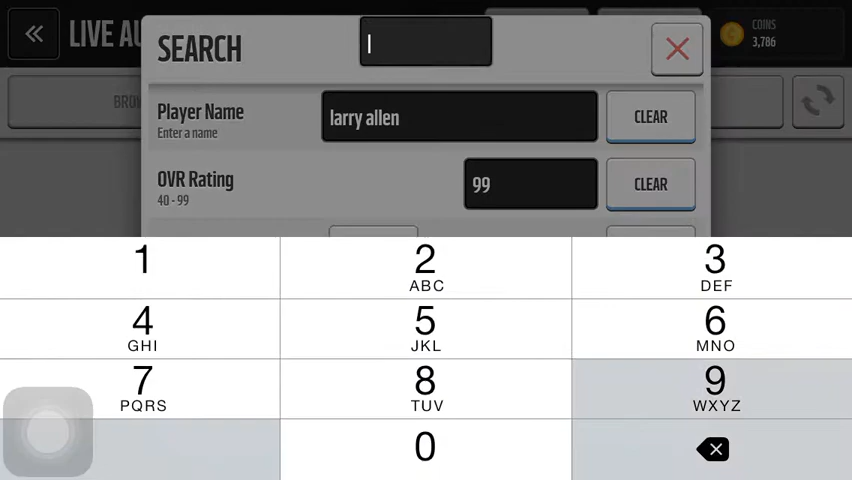 LIVE AU
SEARCH
COINS
3,786
BROW
Player Name
Enter a name
larry allen
CLEAR
OVR Rating
40 - 99
99
CLEAR
1
2
ABC
3
DEF
4
GHI
5
JKL
6
MNO
7
PQRS
8
TUV
9
WXYZ
0